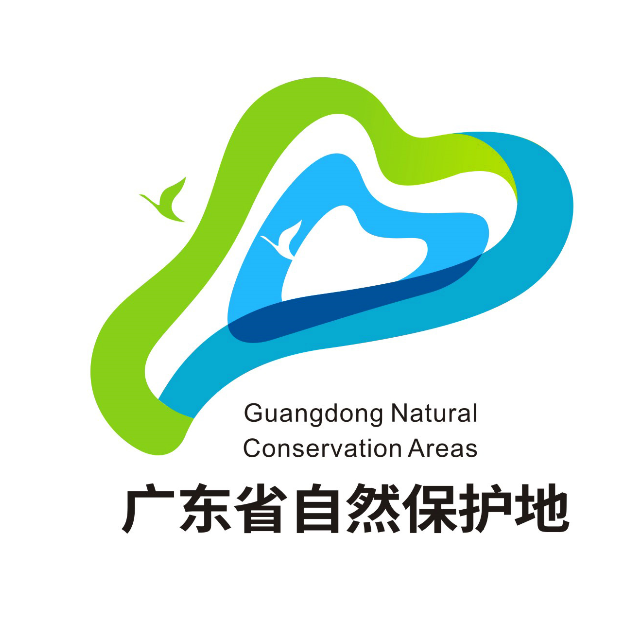 Guangdong Natural
Conservation Areas
广东省自然保护地